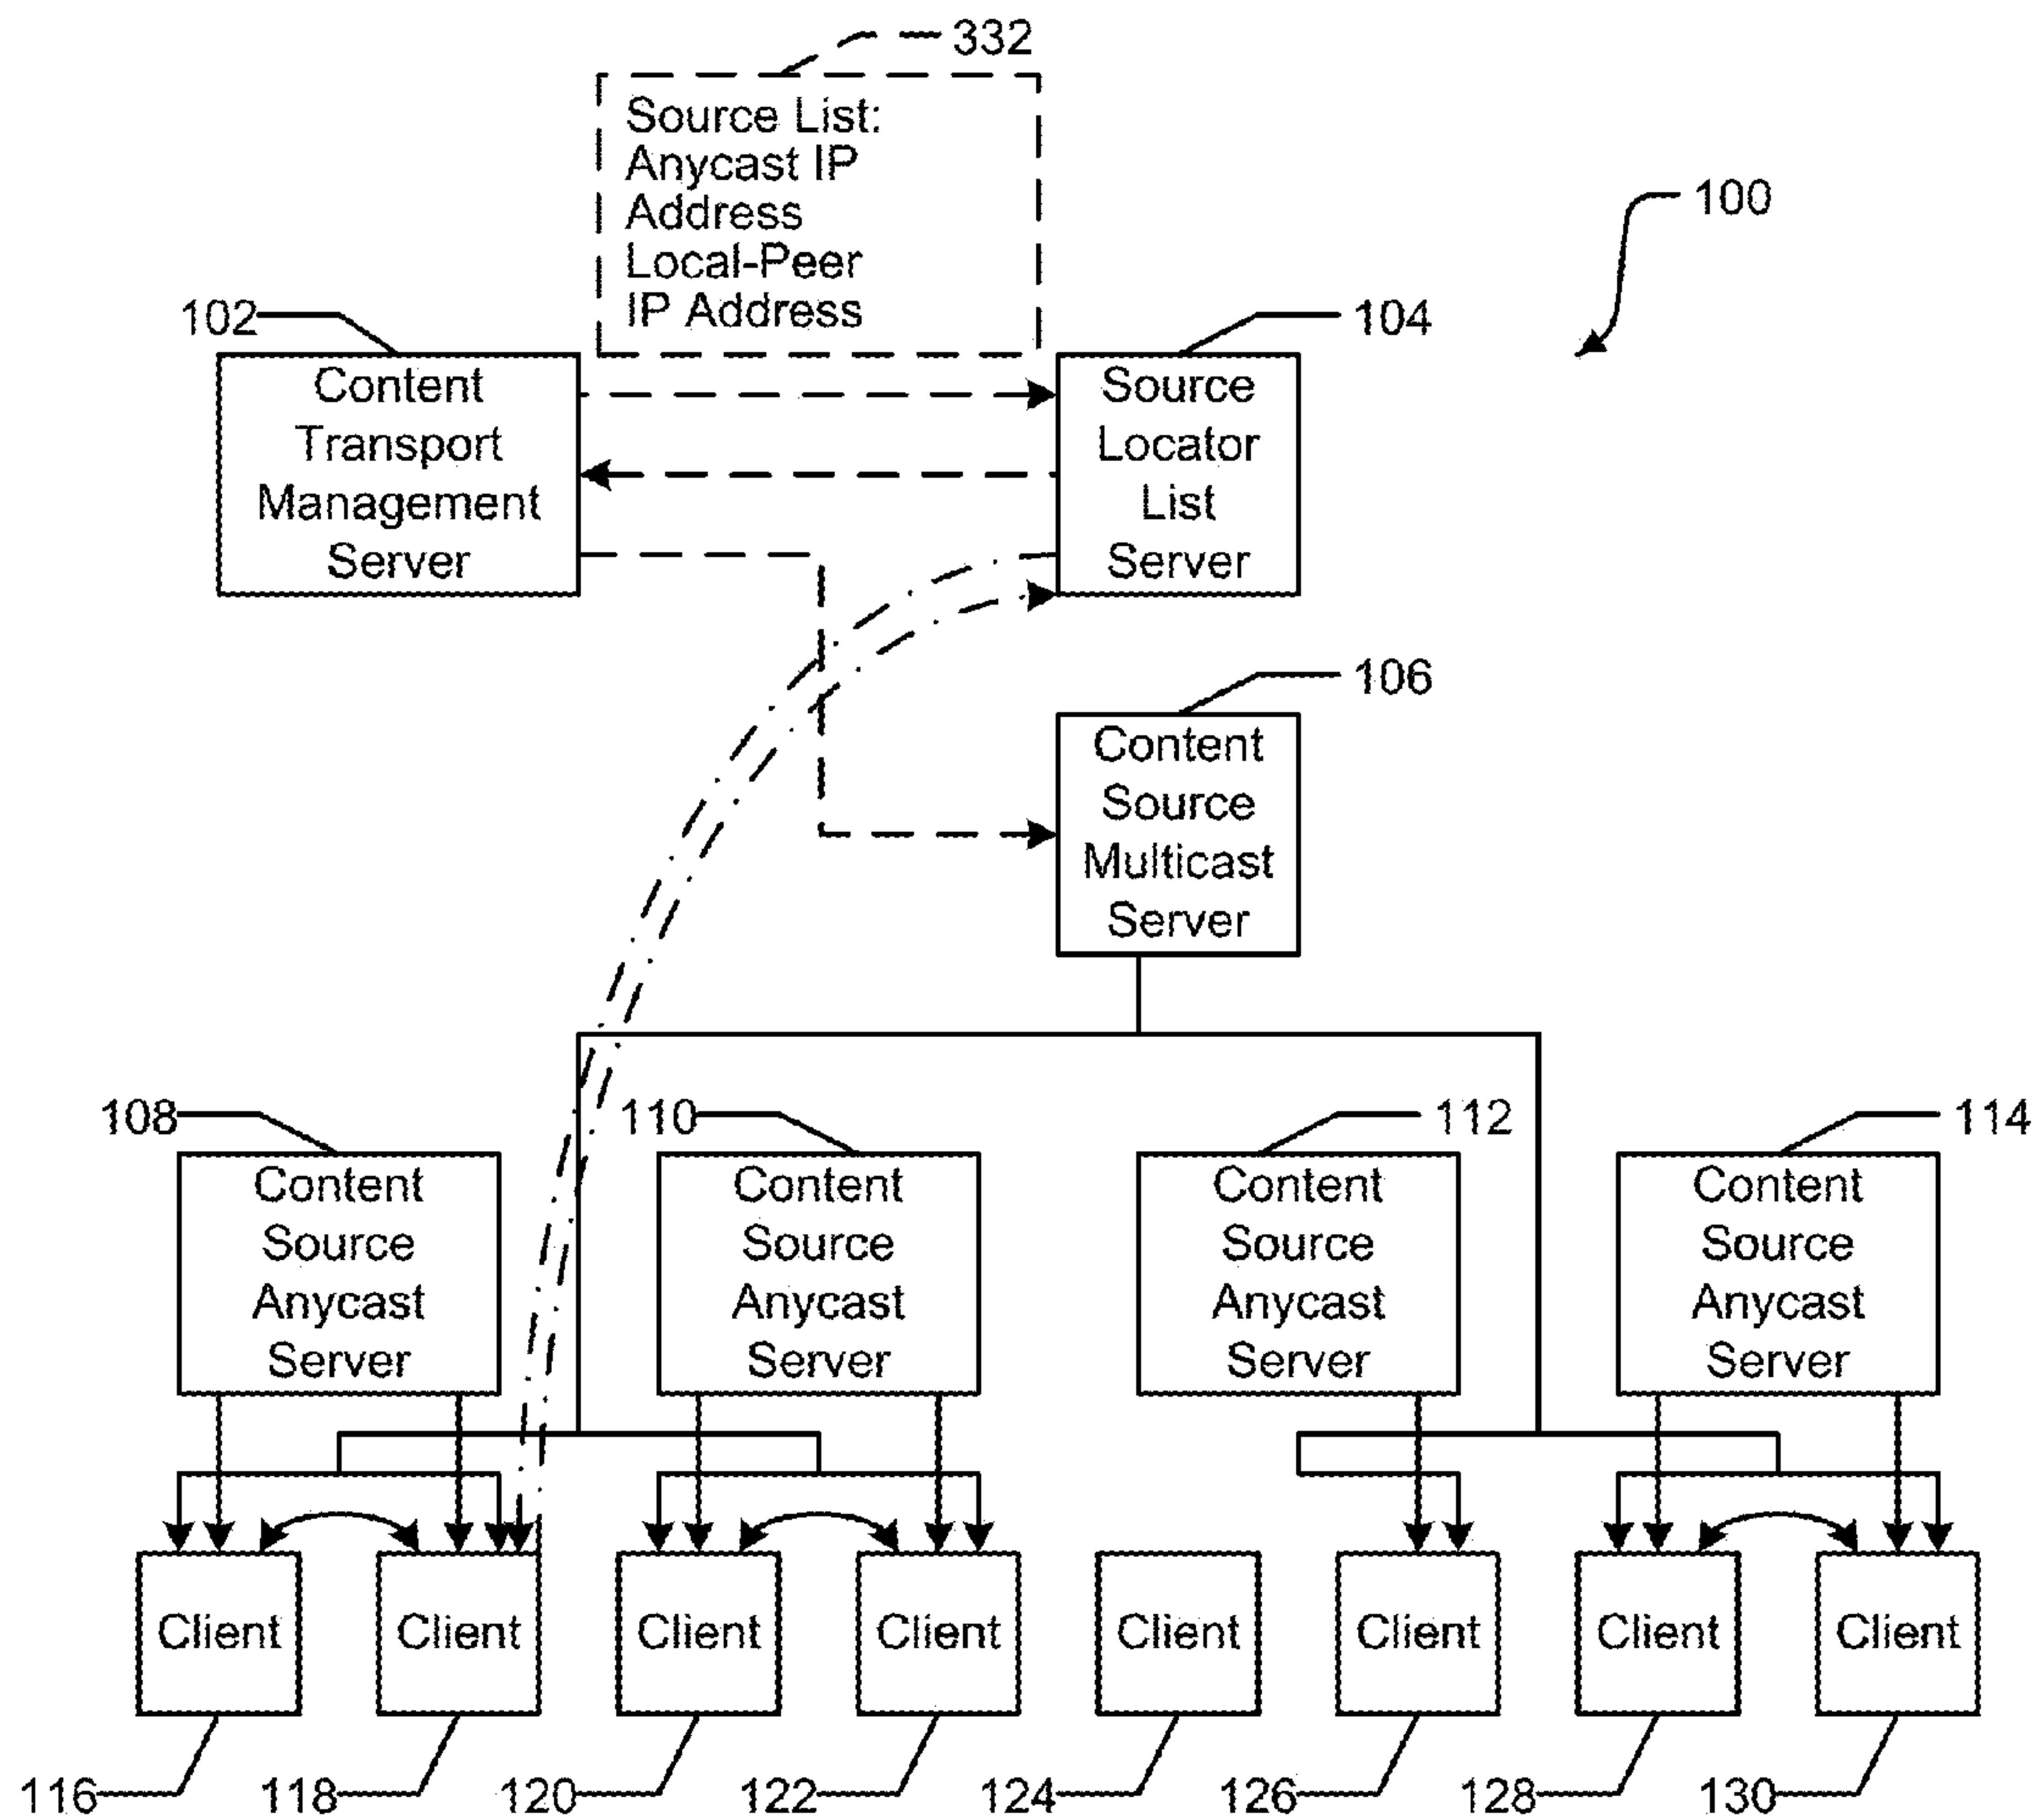 332
Source List:
Anycast IP
Address
Local-Peer
IP Address
100
102
104
Content
Transport
Management
Server
Source
Locator
List
Server
106
Content
Source
Multicast
Server
108
110
112
114
Content
Source
Anycast
Server
Content
Source
Anycast
Server
Content
Source
Anycast
Server
Content
Source
Anycast
Server
Client
Client
Client
Client
Client
Client
Client
Client
116
118
120
122
124
126
128
130